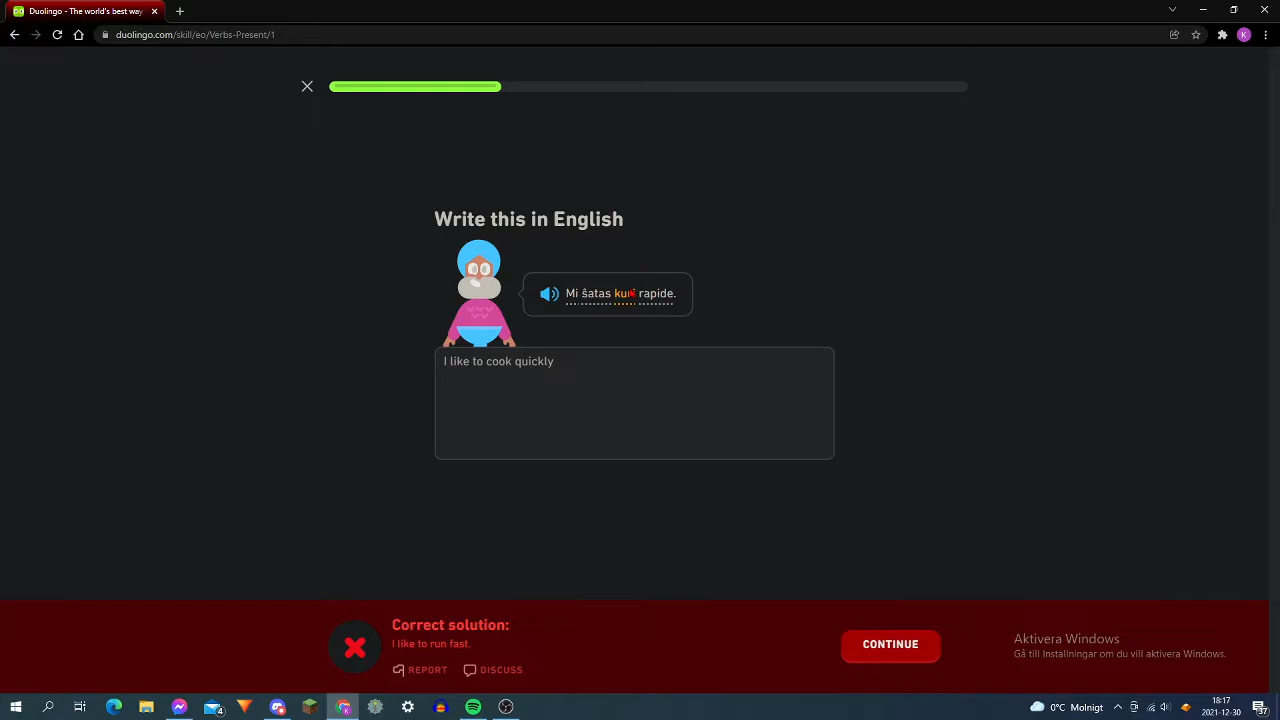 Duolingo - The world's best way
duolingo.com/skill/eo/Verbs-Present/1
K
Write this in English
Mi ŝatas kuri rapide.
I like to cook quickly
Correct solution:
I like to run fast.
REPORT
DISCUSS
CONTINUE
Aktivera Windows
Gå till Inställningar om du vill aktivera Windows.
0°C Molnigt
18:17
2021-12-30